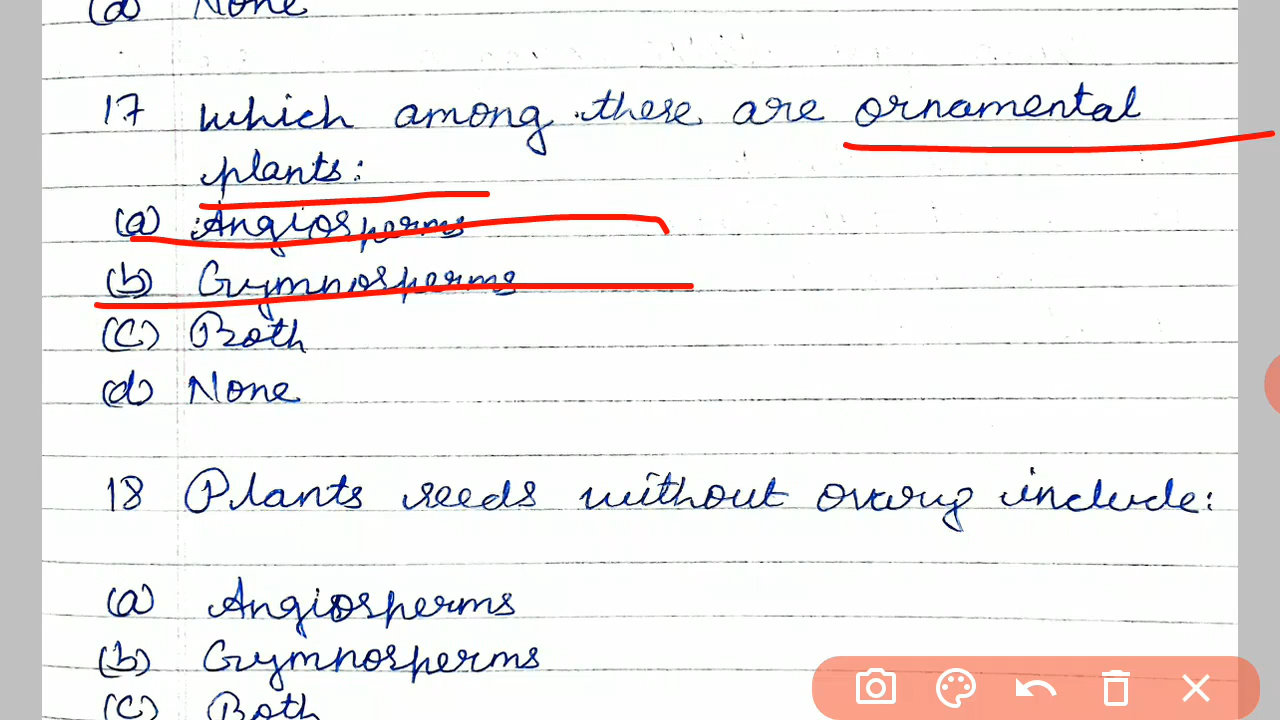 (d) None
17 which among these are ornamental
plants:
(a) Angiosperms
(b) Gymnosperms
(C) Both
(d) None
18 Plants seeds without ovary include:
(a) Angiosperms
(b) Gymnosperms
(C) Both